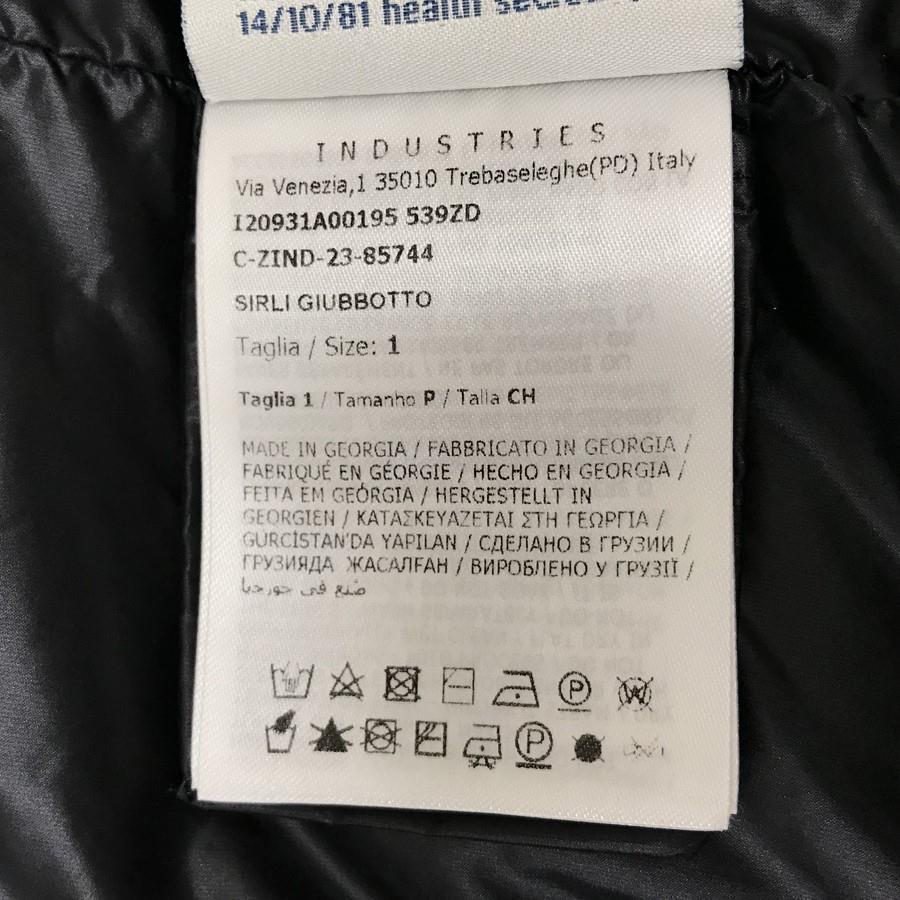 14/10/81 health
INDUSTRIES
Via Venezia,1 35010 Trebaseleghe(PD) Italy
I20931A00195 539ZD
C-ZIND-23-85744
SIRLI GIUBBOTTO
Taglia / Size: 1
Taglia 1 / Tamanho P / Talla CH
MADE IN GEORGIA / FABBRICATO IN GEORGIA /
FABRIQUÉ EN GÉORGIE / HECHO EN GEORGIA /
FEITA EM GEÓRGIA / HERGESTELLT IN
GEORGIEN / ΚΑΤΑΣΚΕΥΑΖΕΤΑΙ ΣΤΗ ΓΕΩΡΓΙΑ /
GÜRCİSTAN'DA YAPILAN / СДЕЛАНО В ГРУЗИИ /
ГРУЗИЯДА ЖАСАЛҒАН / ВИРОБЛЕНО У ГРУЗІЇ /
صنع في جورجيا
P W
P